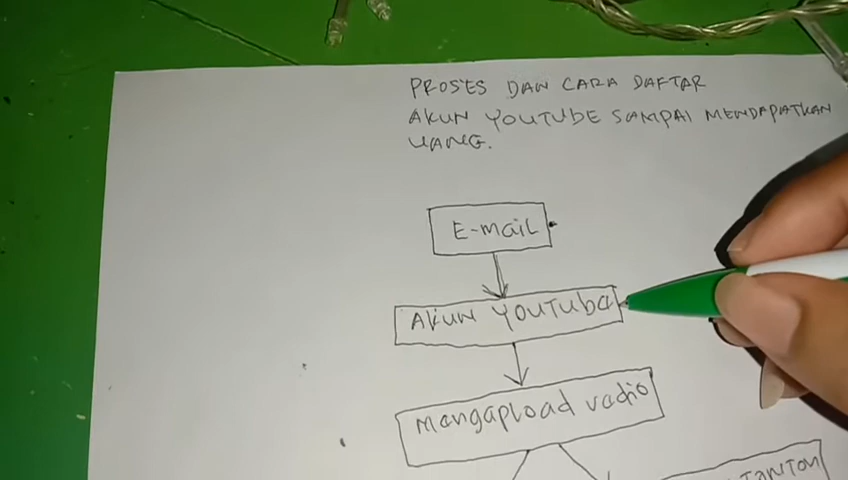 PROSES DAN CARA DAFTAR
AKUN YOUTUBE SAMPAI MENDAPATKAN
UANG.
E-maiL
AKUN YOUTUBE
Mengapload vedio